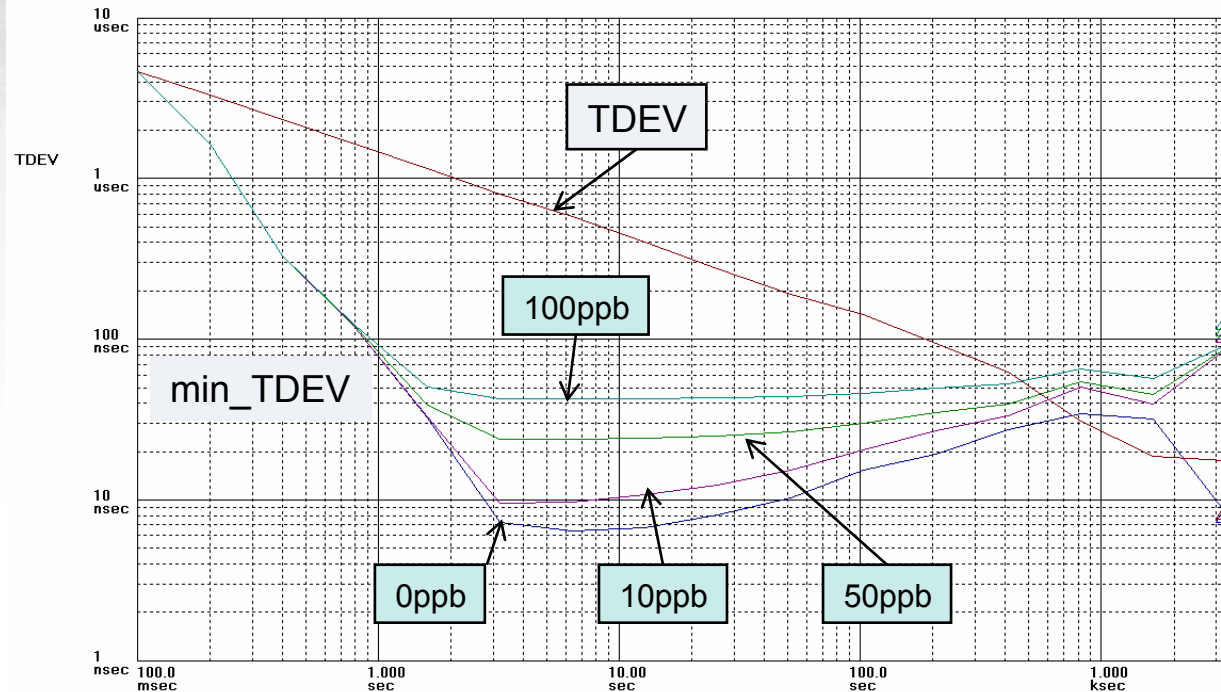 10
usec
TDEV
TDEV
1
usec
100ppb
100
nsec
min_TDEV
10
nsec
0ppb
10ppb
50ppb
1
nsec
100.0
msec
1.000
sec
10.00
sec
100.0
sec
1.000
ksec